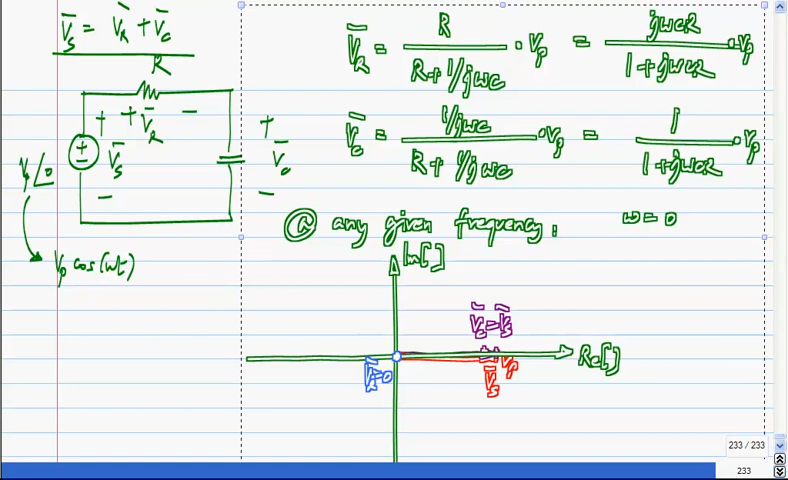 V̄s = V̄R + V̄c
R
+ + V̄R −
V̄s
−
+
V̄c
−
Vp∠0
Vp cos(ωt)
V̄R = R / (R + 1/jωC) · Vp = jωCR / (1 + jωCR) · Vp
V̄c = (1/jωC) / (R + 1/jωC) · Vp = 1 / (1 + jωCR) · Vp
@ any given frequency: ω = 0
Im[ ]
V̄c = V̄s
Re[ ]
V̄R = 0
Vp
V̄s
233 / 233
233